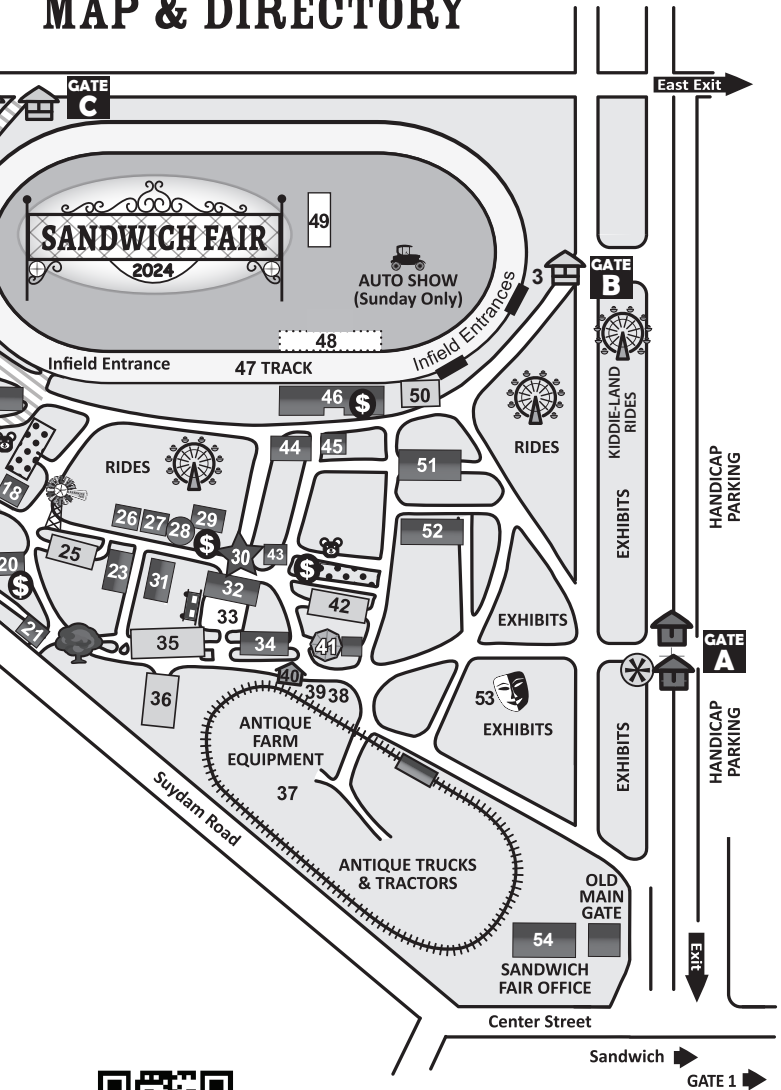 MAP & DIRECTORY
East Exit
GATE
C
49
SANDWICH FAIR
2024
AUTO SHOW
(Sunday Only)
3
GATE
B
Infield Entrances
48
Infield Entrance
47 TRACK
46
$
50
KIDDIE-LAND
RIDES
RIDES
44
45
51
RIDES
18
HANDICAP
PARKING
EXHIBITS
26
27
28
29
$
52
25
30
43
20
$
23
31
32
$
42
33
EXHIBITS
21
35
34
41
GATE
A
40
39
38
36
53
EXHIBITS
ANTIQUE
FARM
EQUIPMENT
37
EXHIBITS
HANDICAP
PARKING
Suydam Road
ANTIQUE TRUCKS
& TRACTORS
OLD
MAIN
GATE
54
SANDWICH
FAIR OFFICE
Exit
Center Street
Sandwich
GATE 1